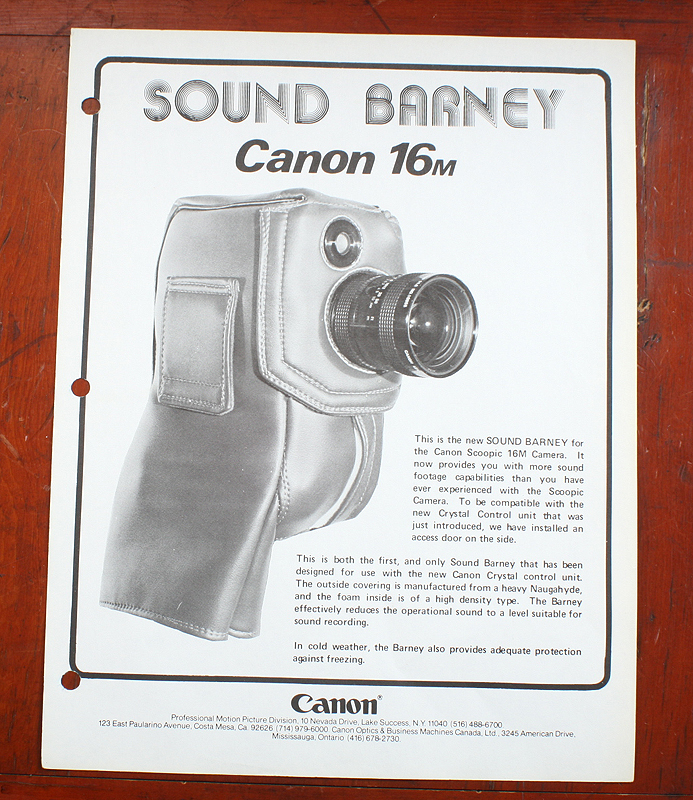 SOUND BARNEY
Canon 16M
This is the new SOUND BARNEY for
the Canon Scoopic 16M Camera. It
now provides you with more sound
footage capabilities than you have
ever experienced with the Scoopic
Camera. To be compatible with the
new Crystal Control unit that was
just introduced, we have installed an
access door on the side.
This is both the first, and only Sound Barney that has been
designed for use with the new Canon Crystal control unit.
The outside covering is manufactured from a heavy Naugahyde,
and the foam inside is of a high density type. The Barney
effectively reduces the operational sound to a level suitable for
sound recording.
In cold weather, the Barney also provides adequate protection
against freezing.
Canon®
Professional Motion Picture Division, 10 Nevada Drive, Lake Success, N.Y. 11040 (516) 488-6700
123 East Paularino Avenue, Costa Mesa, Ca. 92626 (714) 979-6000. Canon Optics & Business Machines Canada, Ltd., 3245 American Drive,
Mississauga, Ontario (416) 678-2730.